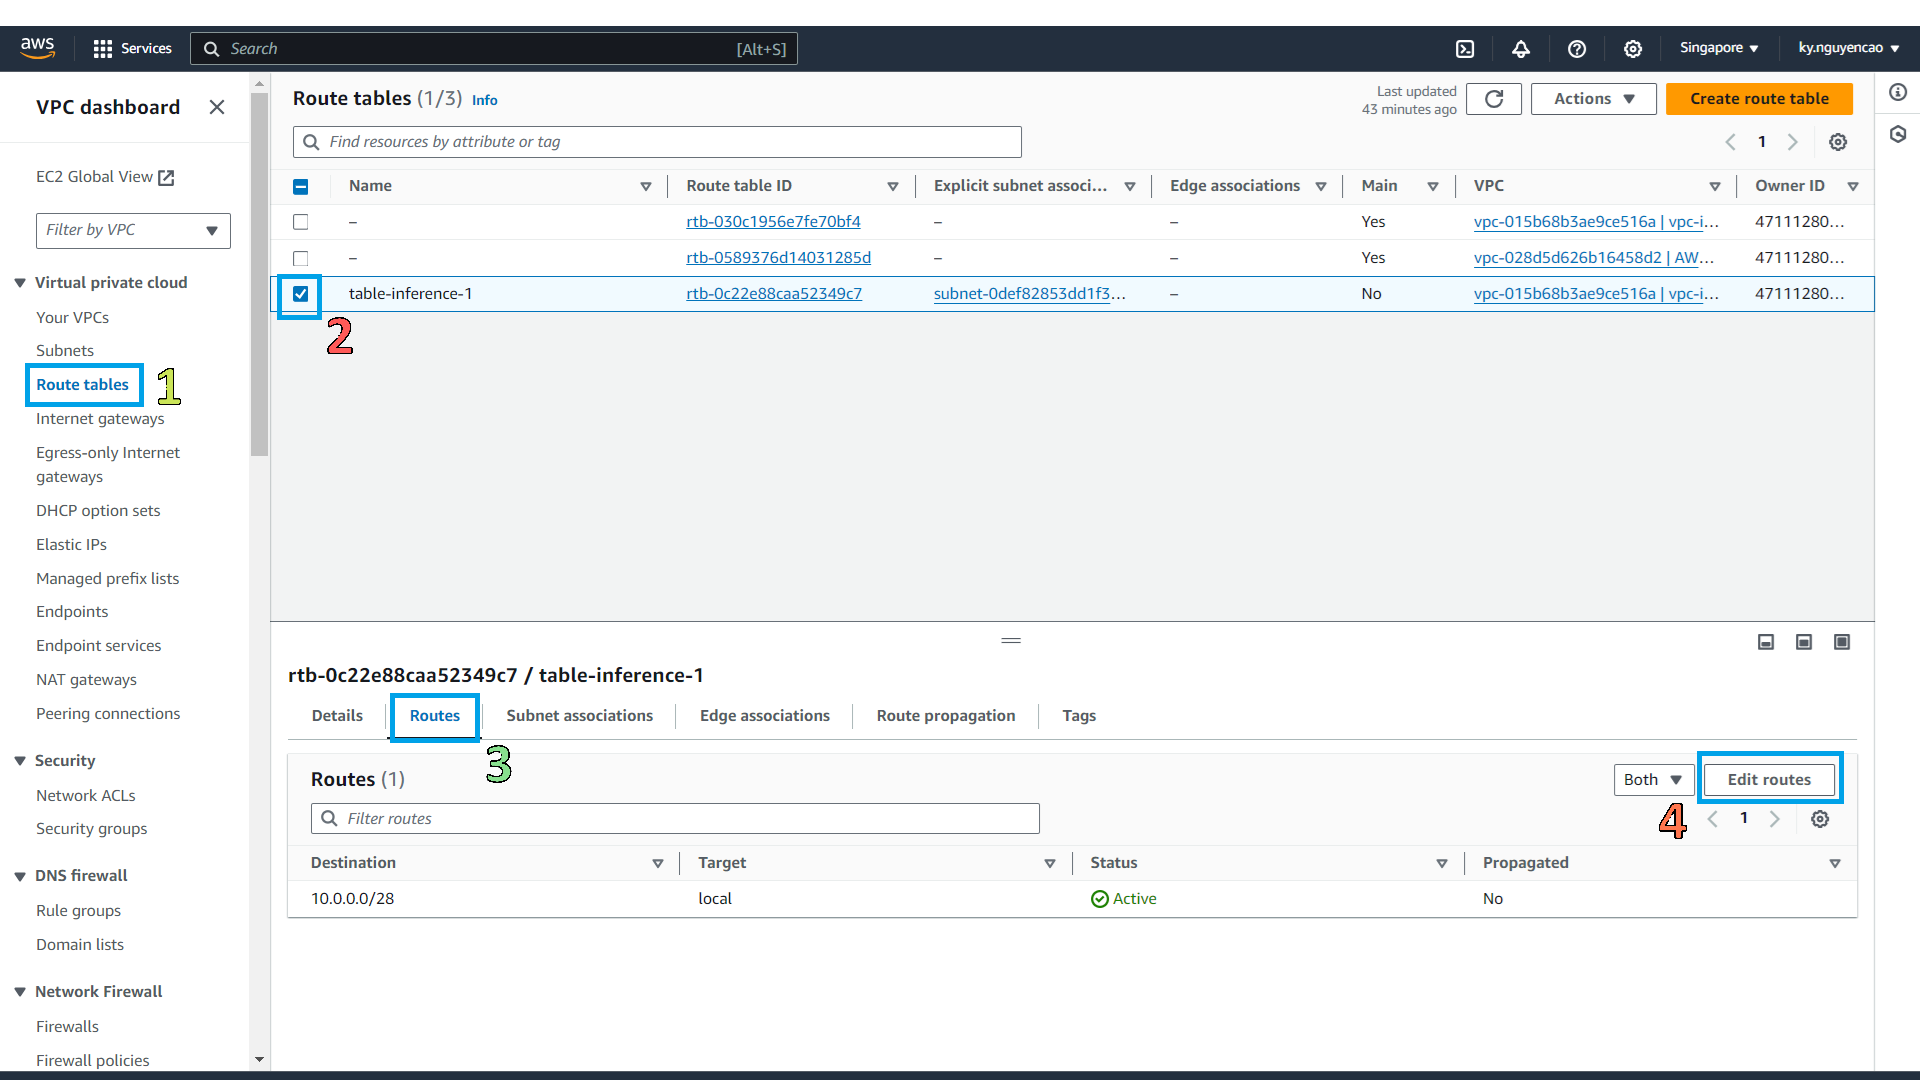 aws Services Search [Alt+S] Singapore ky.nguyencao
VPC dashboard
EC2 Global View
Filter by VPC
Virtual private cloud
Your VPCs
Subnets
Route tables 1
Internet gateways
Egress-only Internet
gateways
DHCP option sets
Elastic IPs
Managed prefix lists
Endpoints
Endpoint services
NAT gateways
Peering connections
Security
Network ACLs
Security groups
DNS firewall
Rule groups
Domain lists
Network Firewall
Firewalls
Firewall policies
Route tables (1/3) Info
Last updated
43 minutes ago
Actions
Create route table
Find resources by attribute or tag
1
Name Route table ID Explicit subnet associ... Edge associations Main VPC Owner ID
– rtb-030c1956e7fe70bf4 – – Yes vpc-015b68b3ae9ce516a | vpc-i... 47111280...
– rtb-0589376d14031285d – – Yes vpc-028d5d626b16458d2 | AW... 47111280...
table-inference-1 rtb-0c22e88caa52349c7 subnet-0def82853dd1f3... – No vpc-015b68b3ae9ce516a | vpc-i... 47111280...
2
rtb-0c22e88caa52349c7 / table-inference-1
Details Routes Subnet associations Edge associations Route propagation Tags
3
Routes (1)
Both Edit routes
Filter routes
4 1
Destination Target Status Propagated
10.0.0.0/28 local Active No